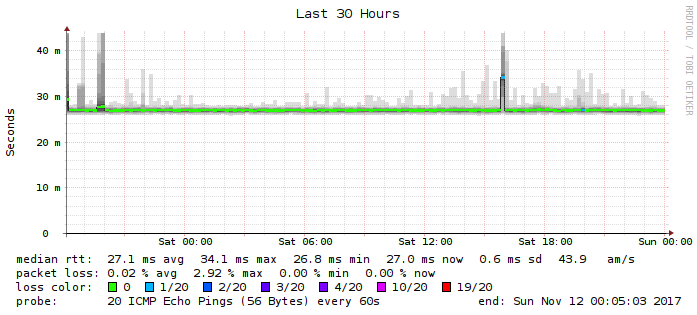 Last 30 Hours
RRDTOOL / TOBI OETIKER
Seconds
40 m
30 m
20 m
10 m
0
Sat 00:00 Sat 06:00 Sat 12:00 Sat 18:00 Sun 00:00
median rtt: 27.1 ms avg 34.1 ms max 26.8 ms min 27.0 ms now 0.6 ms sd 43.9 am/s
packet loss: 0.02 % avg 2.92 % max 0.00 % min 0.00 % now
loss color: 0 1/20 2/20 3/20 4/20 10/20 19/20
probe: 20 ICMP Echo Pings (56 Bytes) every 60s end: Sun Nov 12 00:05:03 2017